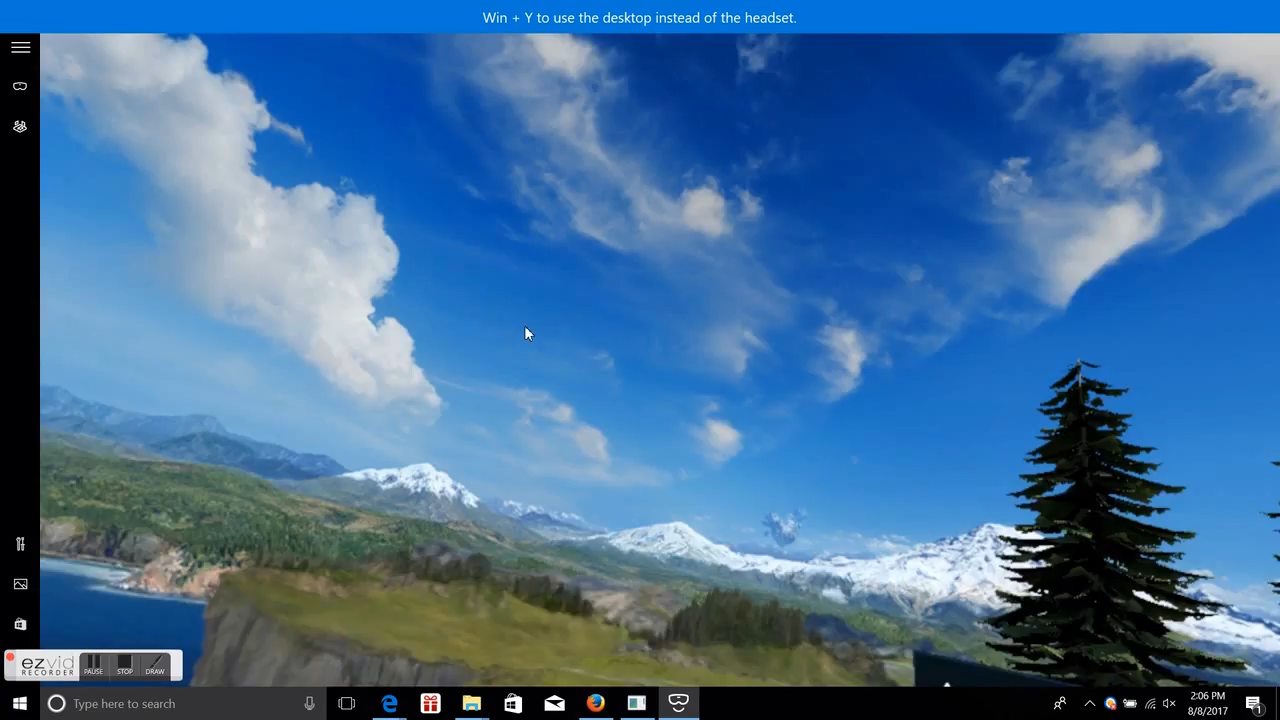 Win + Y to use the desktop instead of the headset.
ezvid
RECORDER
PAUSE
STOP
DRAW
Type here to search
2:06 PM
8/8/2017
1